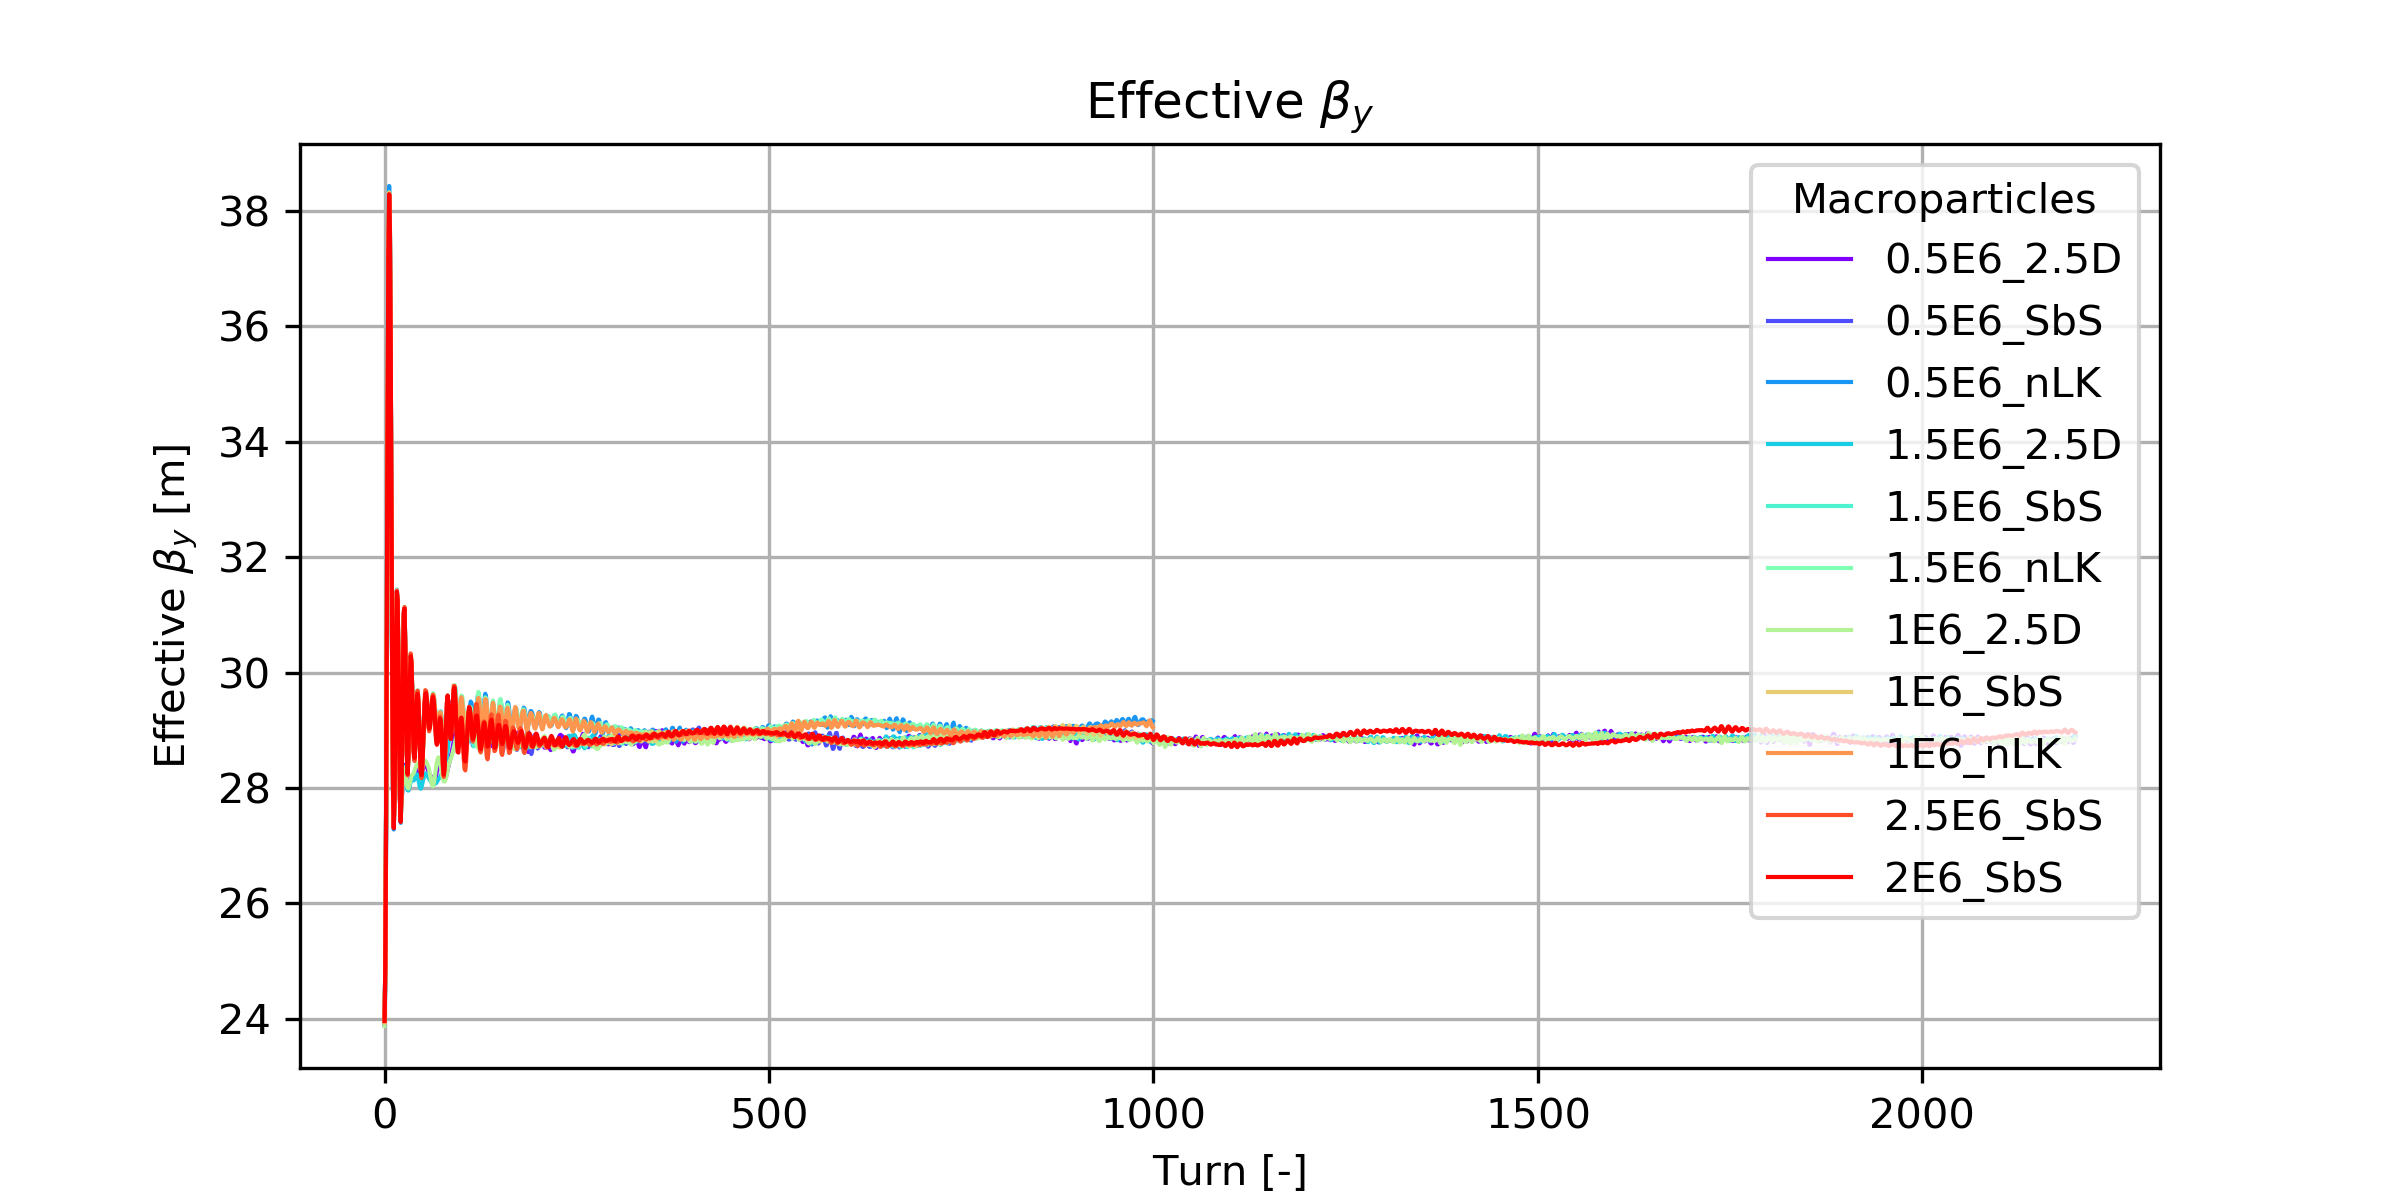 Effective βy
Effective βy [m]
38
36
34
32
30
28
26
24
0 500 1000 1500 2000
Turn [-]
Macroparticles
0.5E6_2.5D
0.5E6_SbS
0.5E6_nLK
1.5E6_2.5D
1.5E6_SbS
1.5E6_nLK
1E6_2.5D
1E6_SbS
1E6_nLK
2.5E6_SbS
2E6_SbS